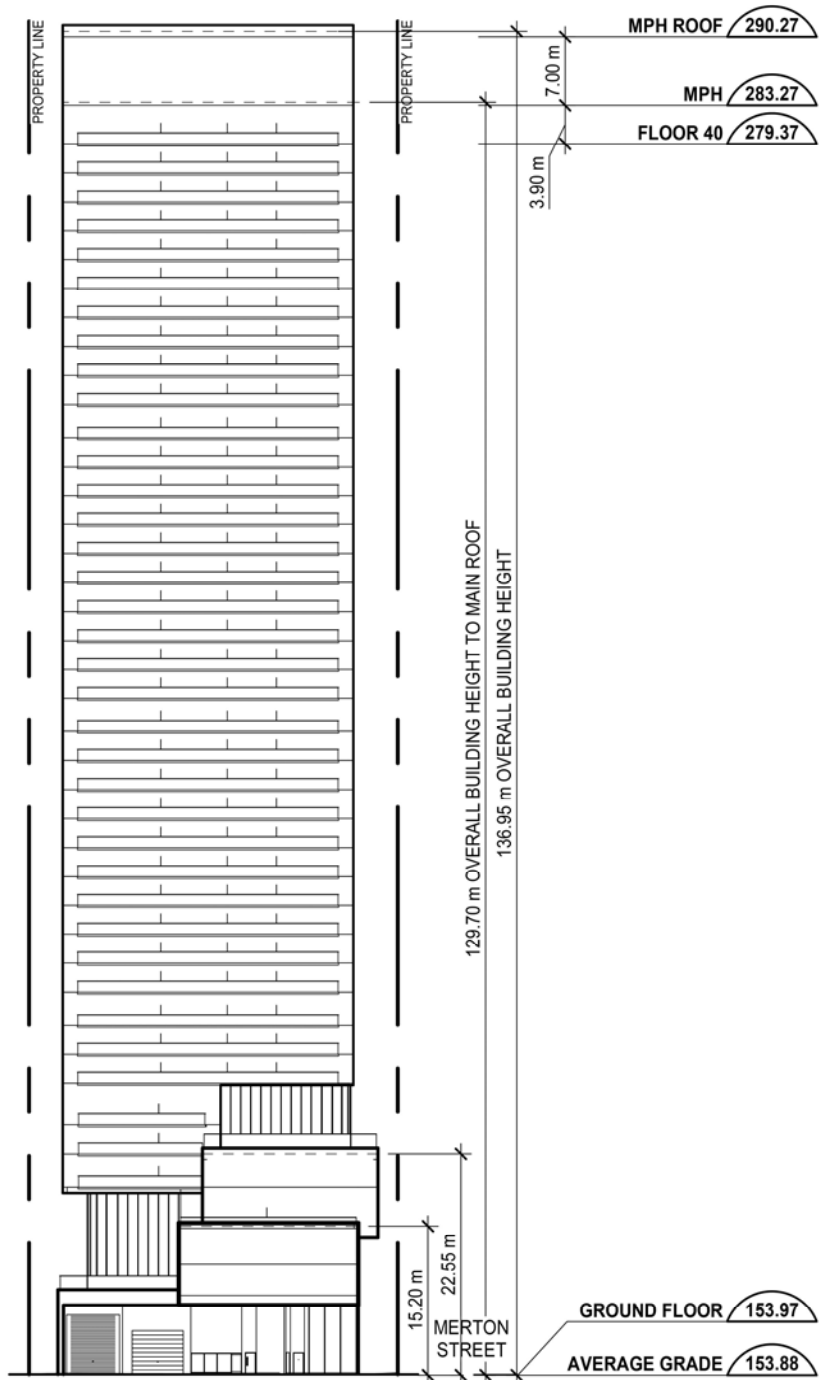 PROPERTY LINE
PROPERTY LINE
MPH ROOF 290.27
7.00 m
MPH 283.27
FLOOR 40 279.37
3.90 m
129.70 m OVERALL BUILDING HEIGHT TO MAIN ROOF
136.95 m OVERALL BUILDING HEIGHT
22.55 m
15.20 m
MERTON
STREET
GROUND FLOOR 153.97
AVERAGE GRADE 153.88